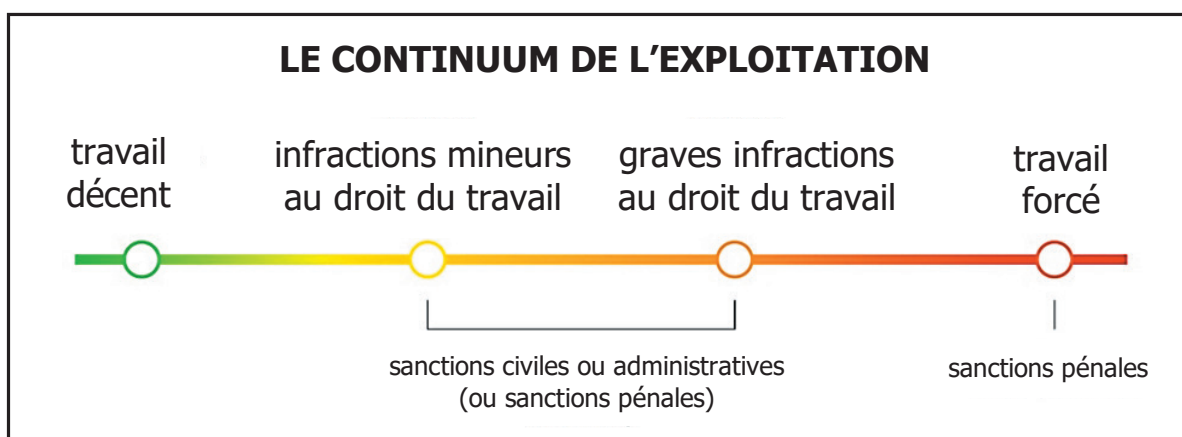 LE CONTINUUM DE L'EXPLOITATION
travail
décent
infractions mineurs
au droit du travail
graves infractions
au droit du travail
travail
forcé
sanctions civiles ou administratives
(ou sanctions pénales)
sanctions pénales